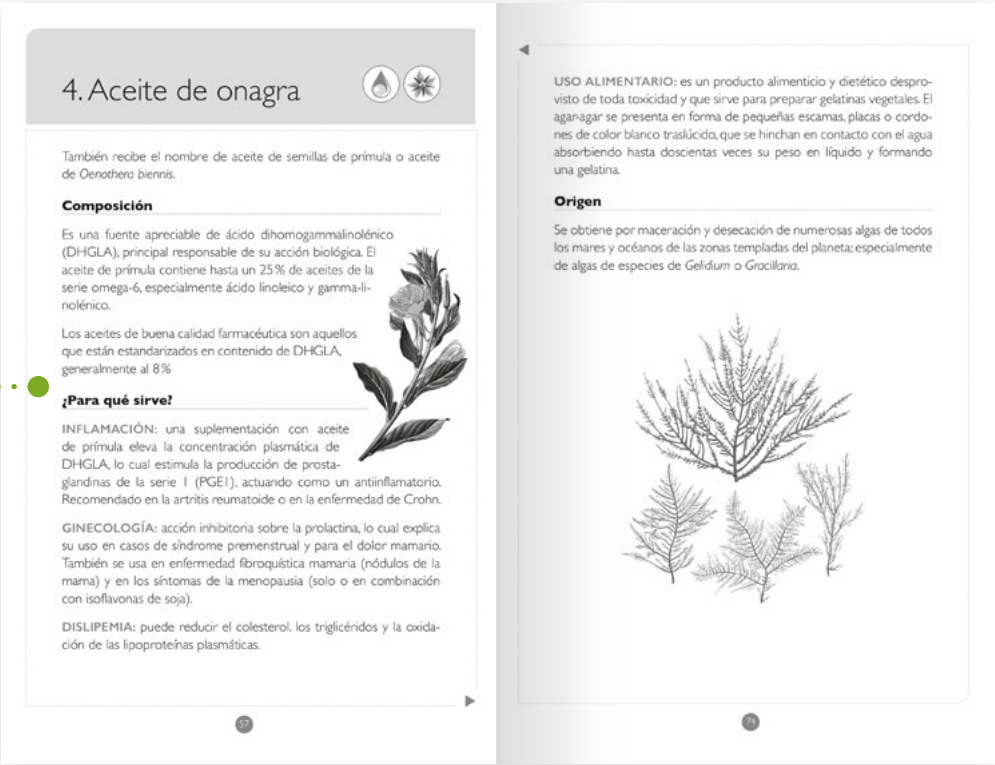 4. Aceite de onagra
También recibe el nombre de aceite de semillas de prímula o aceite
de Oenothera biennis.
Composición
Es una fuente apreciable de ácido dihomogammalinolénico
(DHGLA), principal responsable de su acción biológica. El
aceite de prímula contiene hasta un 25% de aceites de la
serie omega-6, especialmente ácido linoleico y gamma-li-
nolénico.
Los aceites de buena calidad farmacéutica son aquellos
que están estandarizados en contenido de DHGLA,
generalmente al 8%
¿Para qué sirve?
INFLAMACIÓN: una suplementación con aceite
de prímula eleva la concentración plasmática de
DHGLA, lo cual estimula la producción de prosta-
glandinas de la serie 1 (PGE1), actuando como un antiinflamatorio.
Recomendado en la artritis reumatoide o en la enfermedad de Crohn.
GINECOLOGÍA: acción inhibitoria sobre la prolactina, lo cual explica
su uso en casos de síndrome premenstrual y para el dolor mamario.
También se usa en enfermedad fibroquística mamaria (nódulos de la
mama) y en los síntomas de la menopausia (solo o en combinación
con isoflavonas de soja).
DISLIPEMIA: puede reducir el colesterol, los triglicéridos y la oxida-
ción de las lipoproteínas plasmáticas.
57
USO ALIMENTARIO: es un producto alimenticio y dietético despro-
visto de toda toxicidad y que sirve para preparar gelatinas vegetales. El
agar-agar se presenta en forma de pequeñas escamas, placas o cordo-
nes de color blanco traslúcido, que se hinchan en contacto con el agua
absorbiendo hasta doscientas veces su peso en líquido y formando
una gelatina.
Origen
Se obtiene por maceración y desecación de numerosas algas de todos
los mares y océanos de las zonas templadas del planeta; especialmente
de algas de especies de Gelidium o Gracillaria.
74